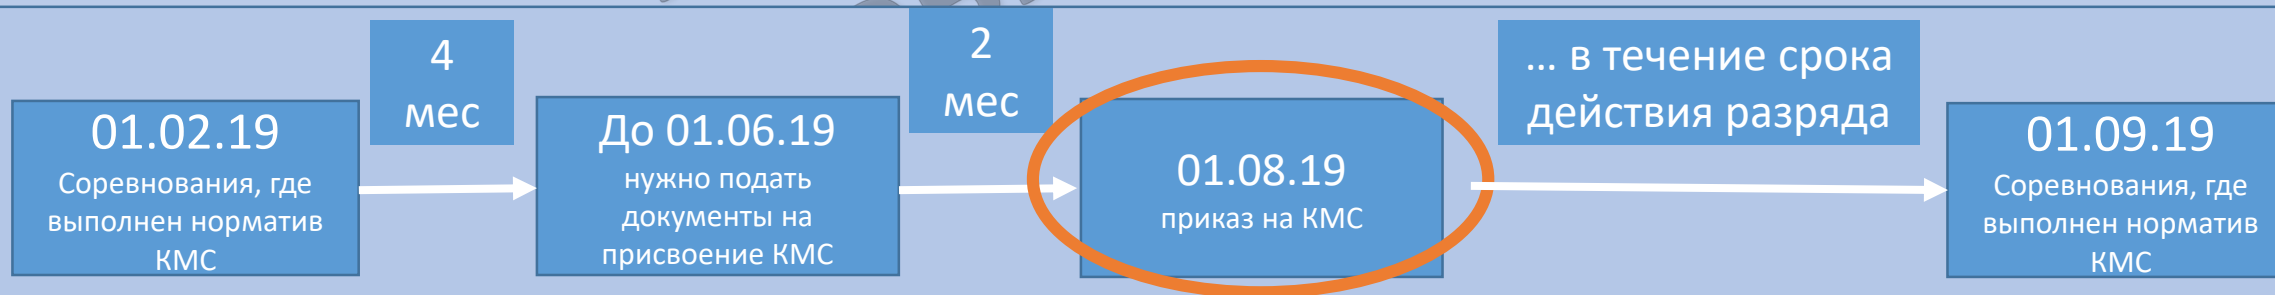 01.02.19
Соревнования, где
выполнен норматив
КМС
4
мес
До 01.06.19
нужно подать
документы на
присвоение КМС
2
мес
01.08.19
приказ на КМС
... в течение срока
действия разряда
01.09.19
Соревнования, где
выполнен норматив
КМС